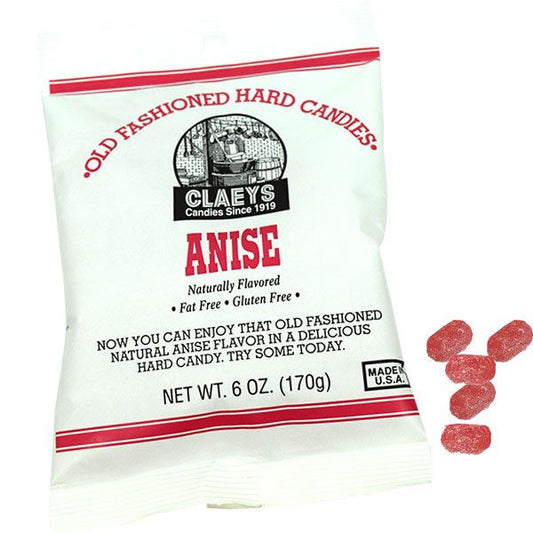 •OLD FASHIONED HARD CANDIES•
CLAEYS
Candies Since 1919
ANISE
Naturally Flavored
• Fat Free • Gluten Free •
NOW YOU CAN ENJOY THAT OLD FASHIONED
NATURAL ANISE FLAVOR IN A DELICIOUS
HARD CANDY. TRY SOME TODAY.
MADE IN
U.S.A.
NET WT. 6 OZ. (170g)